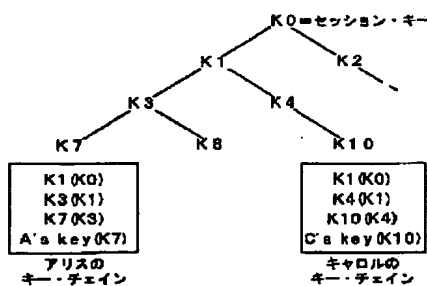 K0=セッション・キー
K1 K2
K3 K4
K7 K8 K10
K1(K0)
K3(K1)
K7(K3)
A's key(K7)
アリスの
キー・チェイン
K1(K0)
K4(K1)
K10(K4)
C's key(K10)
キャロルの
キー・チェイン